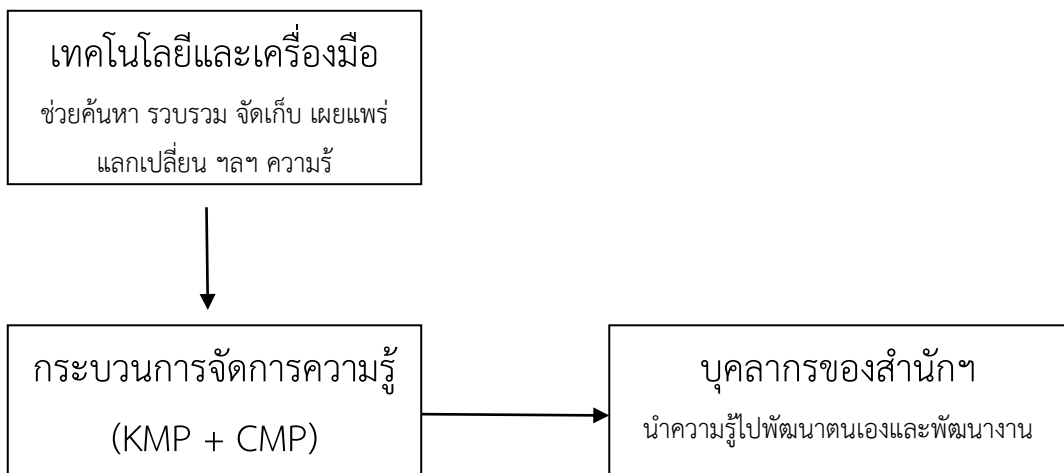 เทคโนโลยีและเครื่องมือ
ช่วยค้นหา รวบรวม จัดเก็บ เผยแพร่
แลกเปลี่ยน ฯลฯ ความรู้
กระบวนการจัดการความรู้
(KMP + CMP)
บุคลากรของสำนักฯ
นำความรู้ไปพัฒนาตนเองและพัฒนางาน